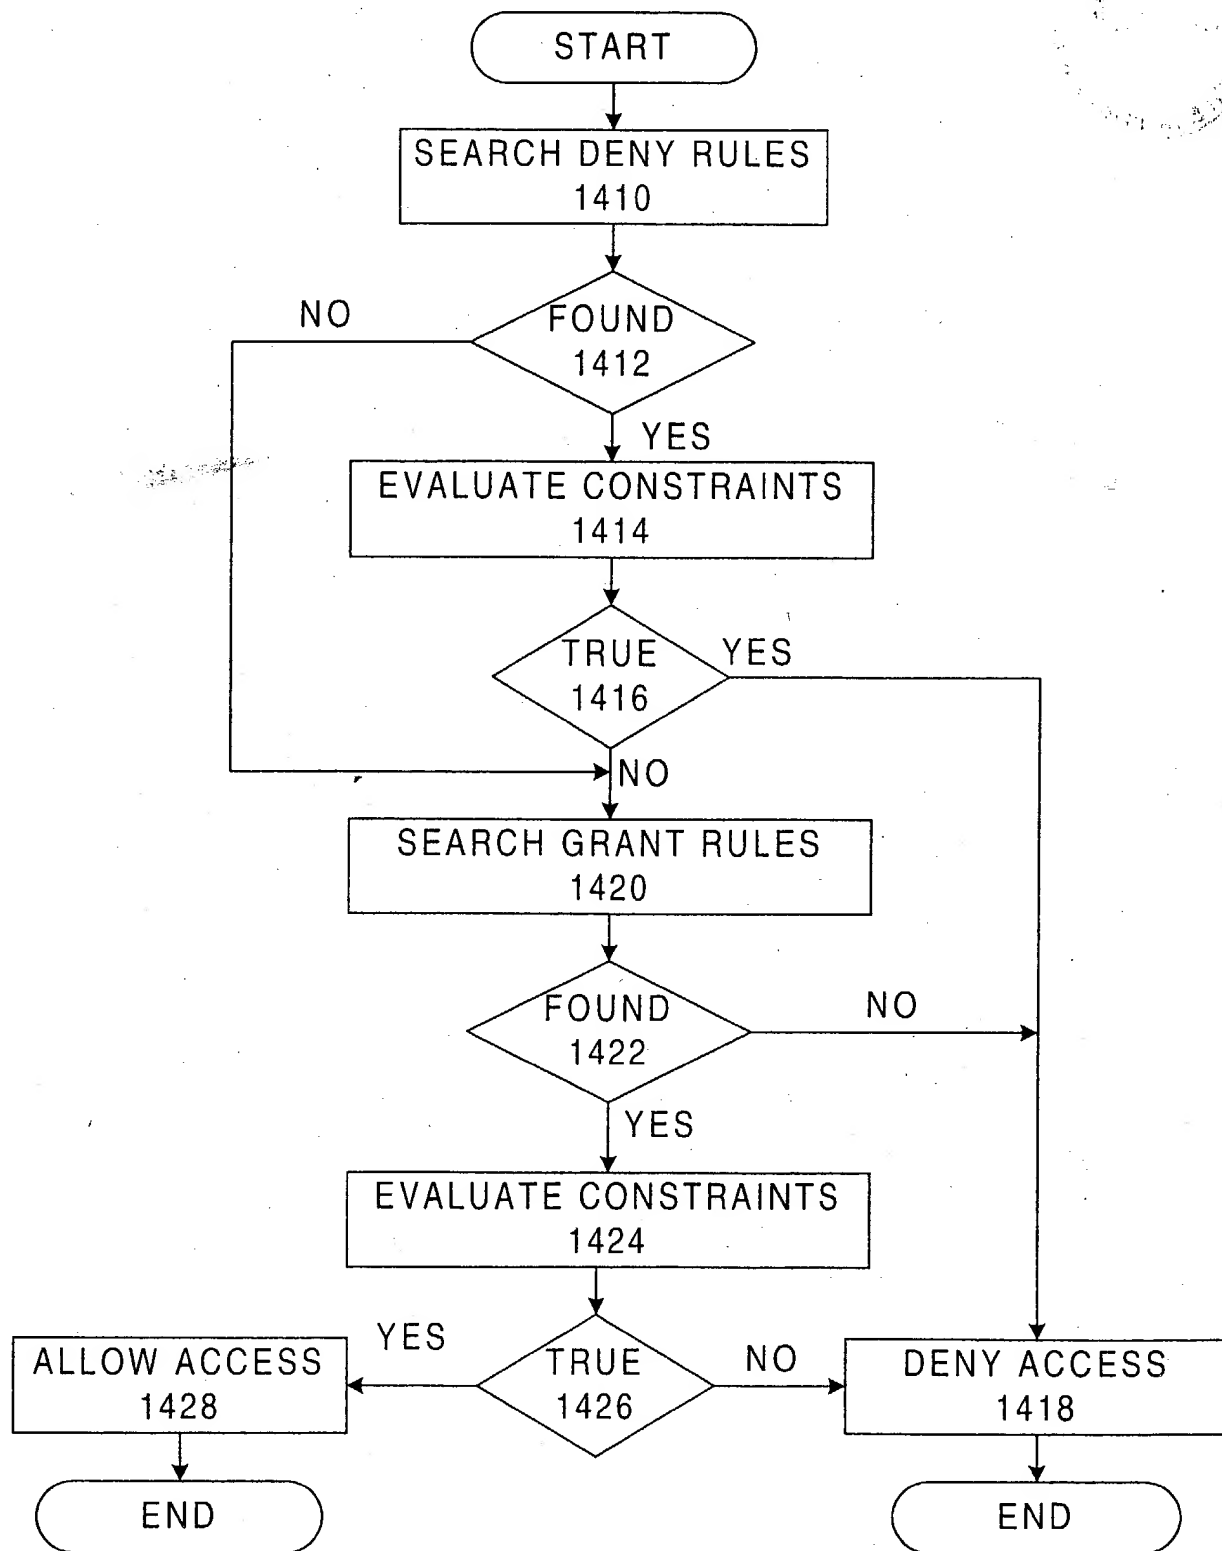 START
SEARCH DENY RULES
1410
NO
FOUND
1412
YES
EVALUATE CONSTRAINTS
1414
TRUE
1416
YES
NO
SEARCH GRANT RULES
1420
FOUND
1422
NO
YES
EVALUATE CONSTRAINTS
1424
YES
TRUE
1426
NO
ALLOW ACCESS
1428
DENY ACCESS
1418
END
END